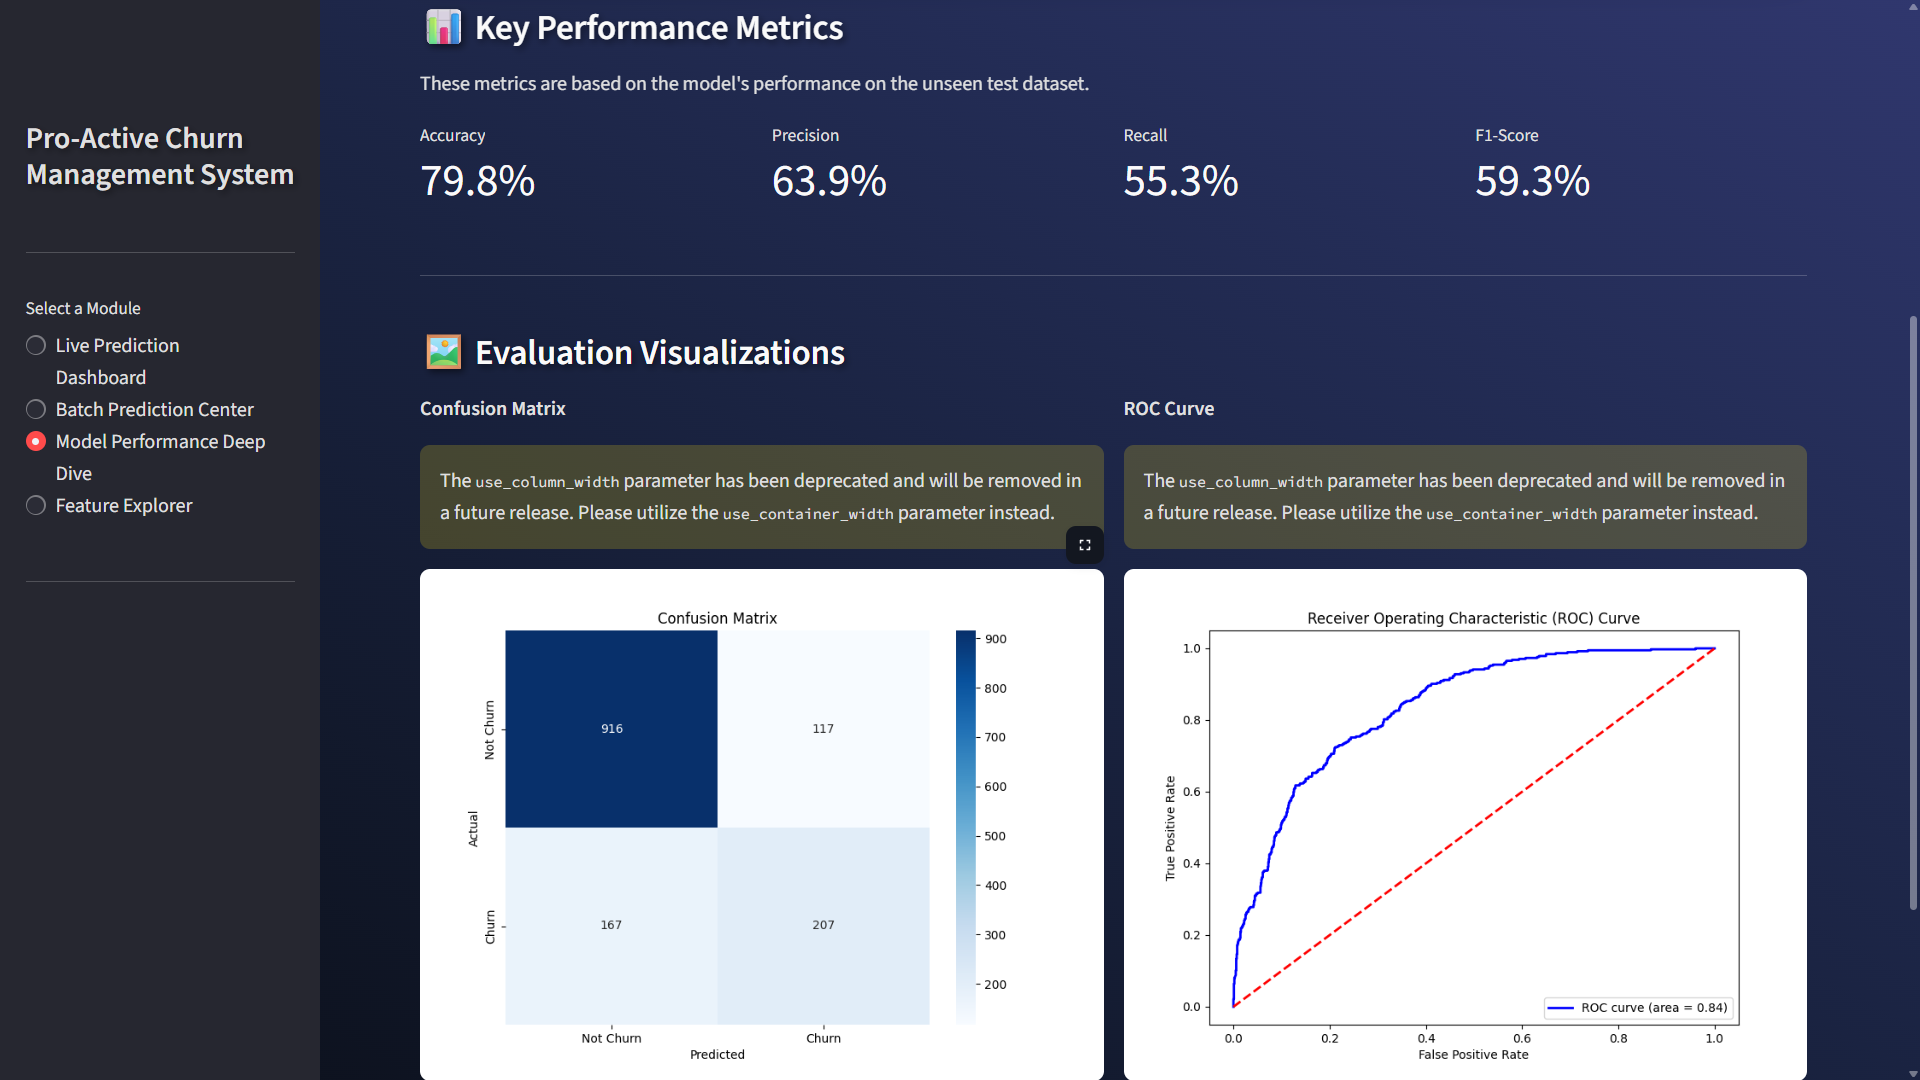 Pro-Active Churn
Management System
Select a Module
Live Prediction
Dashboard
Batch Prediction Center
Model Performance Deep
Dive
Feature Explorer
Key Performance Metrics
These metrics are based on the model's performance on the unseen test dataset.
Accuracy
79.8%
Precision
63.9%
Recall
55.3%
F1-Score
59.3%
Evaluation Visualizations
Confusion Matrix
The use_column_width parameter has been deprecated and will be removed in
a future release. Please utilize the use_container_width parameter instead.
Confusion Matrix
Actual
Not Churn
Churn
916
117
167
207
Not Churn
Churn
Predicted
900
800
700
600
500
400
300
200
ROC Curve
The use_column_width parameter has been deprecated and will be removed in
a future release. Please utilize the use_container_width parameter instead.
Receiver Operating Characteristic (ROC) Curve
True Positive Rate
1.0
0.8
0.6
0.4
0.2
0.0
ROC curve (area = 0.84)
0.0
0.2
0.4
0.6
0.8
1.0
False Positive Rate